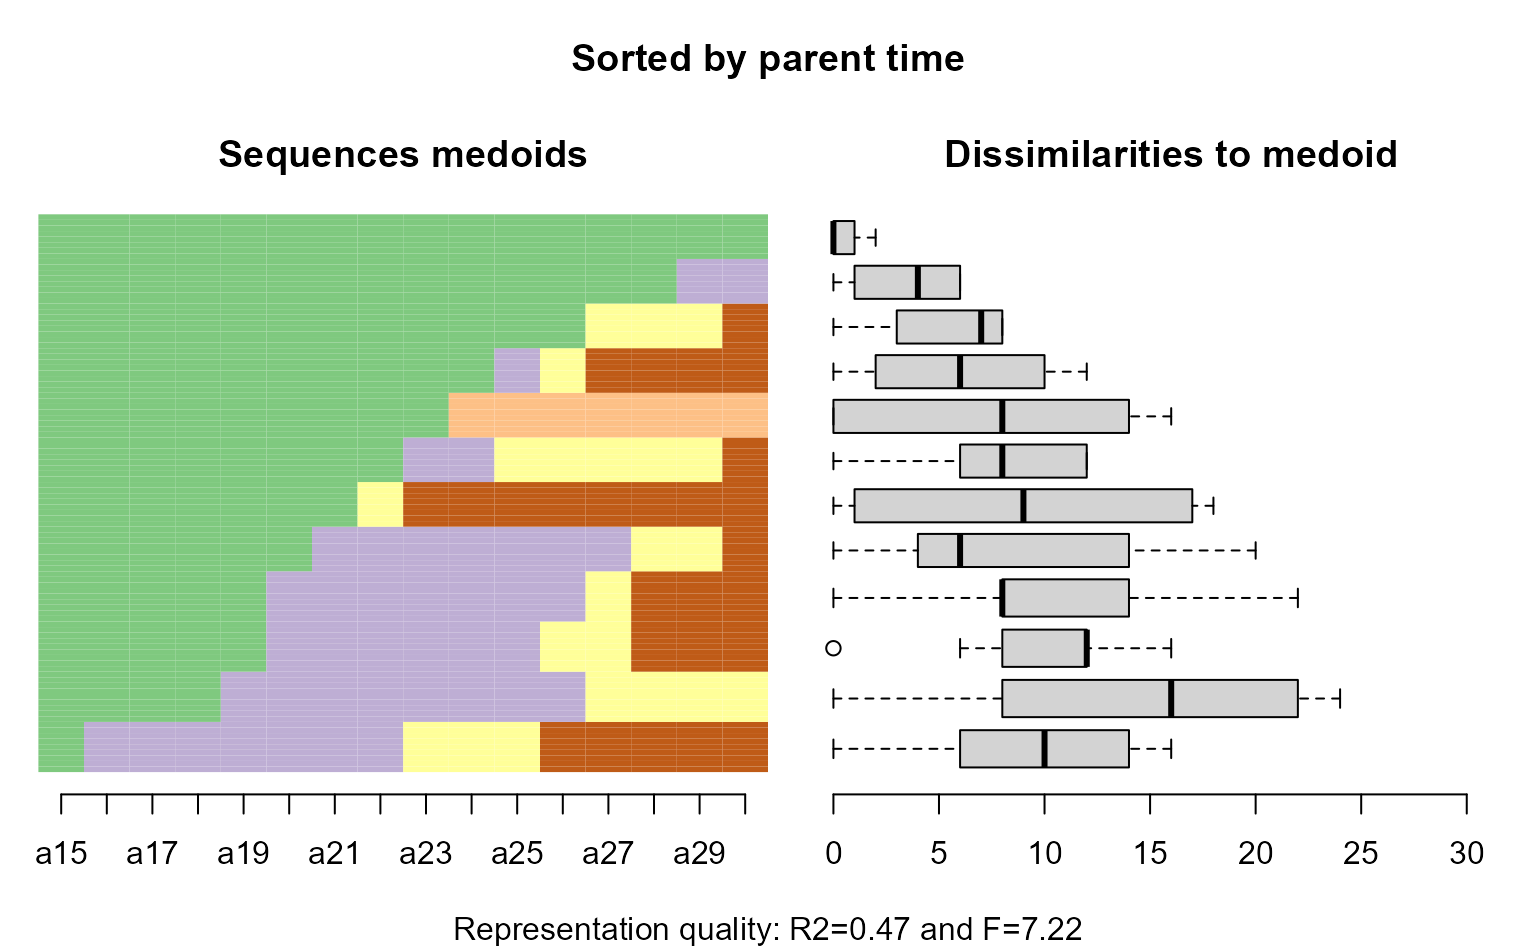 Sorted by parent time
Sequences medoids
Dissimilarities to medoid
a15 a17 a19 a21 a23 a25 a27 a29
0 5 10 15 20 25 30
Representation quality: R2=0.47 and F=7.22